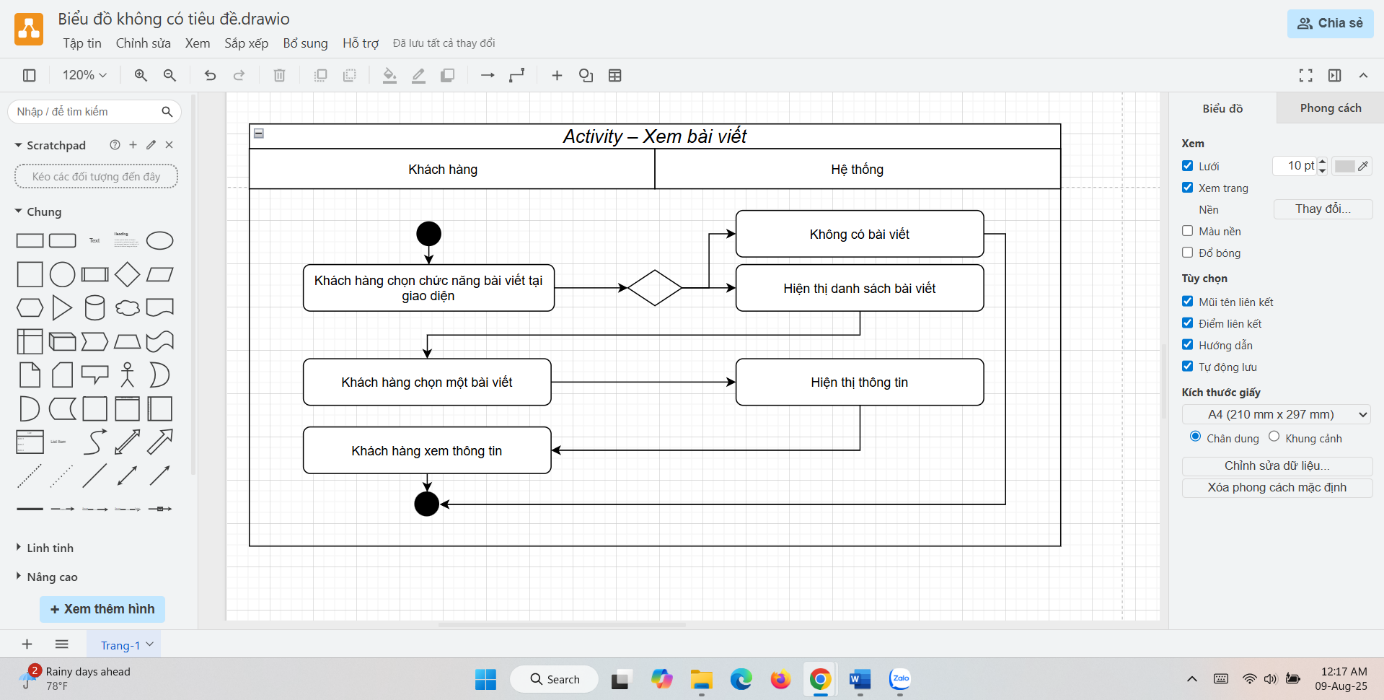 Biểu đồ không có tiêu đề.drawio
Tập tin Chỉnh sửa Xem Sắp xếp Bổ sung Hỗ trợ Đã lưu tất cả thay đổi
Chia sẻ
120%
Nhập / để tìm kiếm
Scratchpad
Kéo các đối tượng đến đây
Chung
Text
Heading
List Item
Linh tinh
Nâng cao
+ Xem thêm hình
Activity – Xem bài viết
Khách hàng
Hệ thống
Không có bài viết
Khách hàng chọn chức năng bài viết tại
giao diện
Hiện thị danh sách bài viết
Khách hàng chọn một bài viết
Hiện thị thông tin
Khách hàng xem thông tin
Biểu đồ
Phong cách
Xem
Lưới
10 pt
Xem trang
Nền
Thay đổi...
Màu nền
Đổ bóng
Tùy chọn
Mũi tên liên kết
Điểm liên kết
Hướng dẫn
Tự động lưu
Kích thước giấy
A4 (210 mm x 297 mm)
Chân dung
Khung cảnh
Chỉnh sửa dữ liệu...
Xóa phong cách mặc định
Trang-1
2
Rainy days ahead
78°F
Search
Zalo
12:17 AM
09-Aug-25